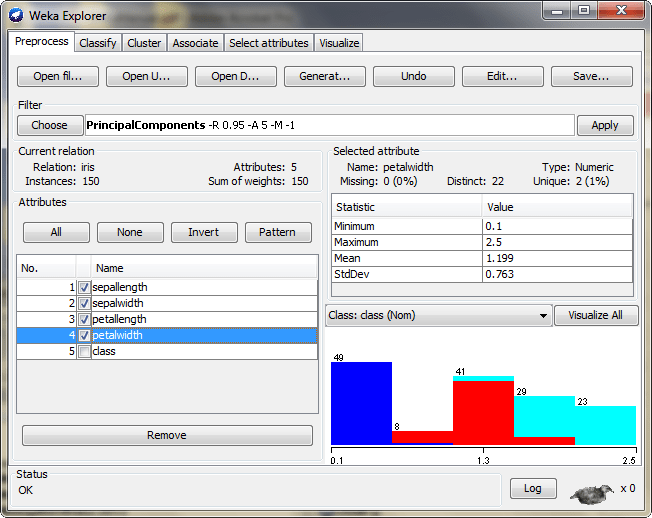 Weka Explorer
Preprocess Classify Cluster Associate Select attributes Visualize
Open fil... Open U... Open D... Generat... Undo Edit... Save...
Filter
Choose PrincipalComponents -R 0.95 -A 5 -M -1 Apply
Current relation
Relation: iris Attributes: 5
Instances: 150 Sum of weights: 150
Selected attribute
Name: petalwidth Type: Numeric
Missing: 0 (0%) Distinct: 22 Unique: 2 (1%)
Statistic Value
Minimum 0.1
Maximum 2.5
Mean 1.199
StdDev 0.763
Attributes
All None Invert Pattern
No. Name
1 sepallength
2 sepalwidth
3 petallength
4 petalwidth
5 class
Remove
Class: class (Nom) Visualize All
49 8 41 29 23
0.1 1.3 2.5
Status
OK
Log x 0